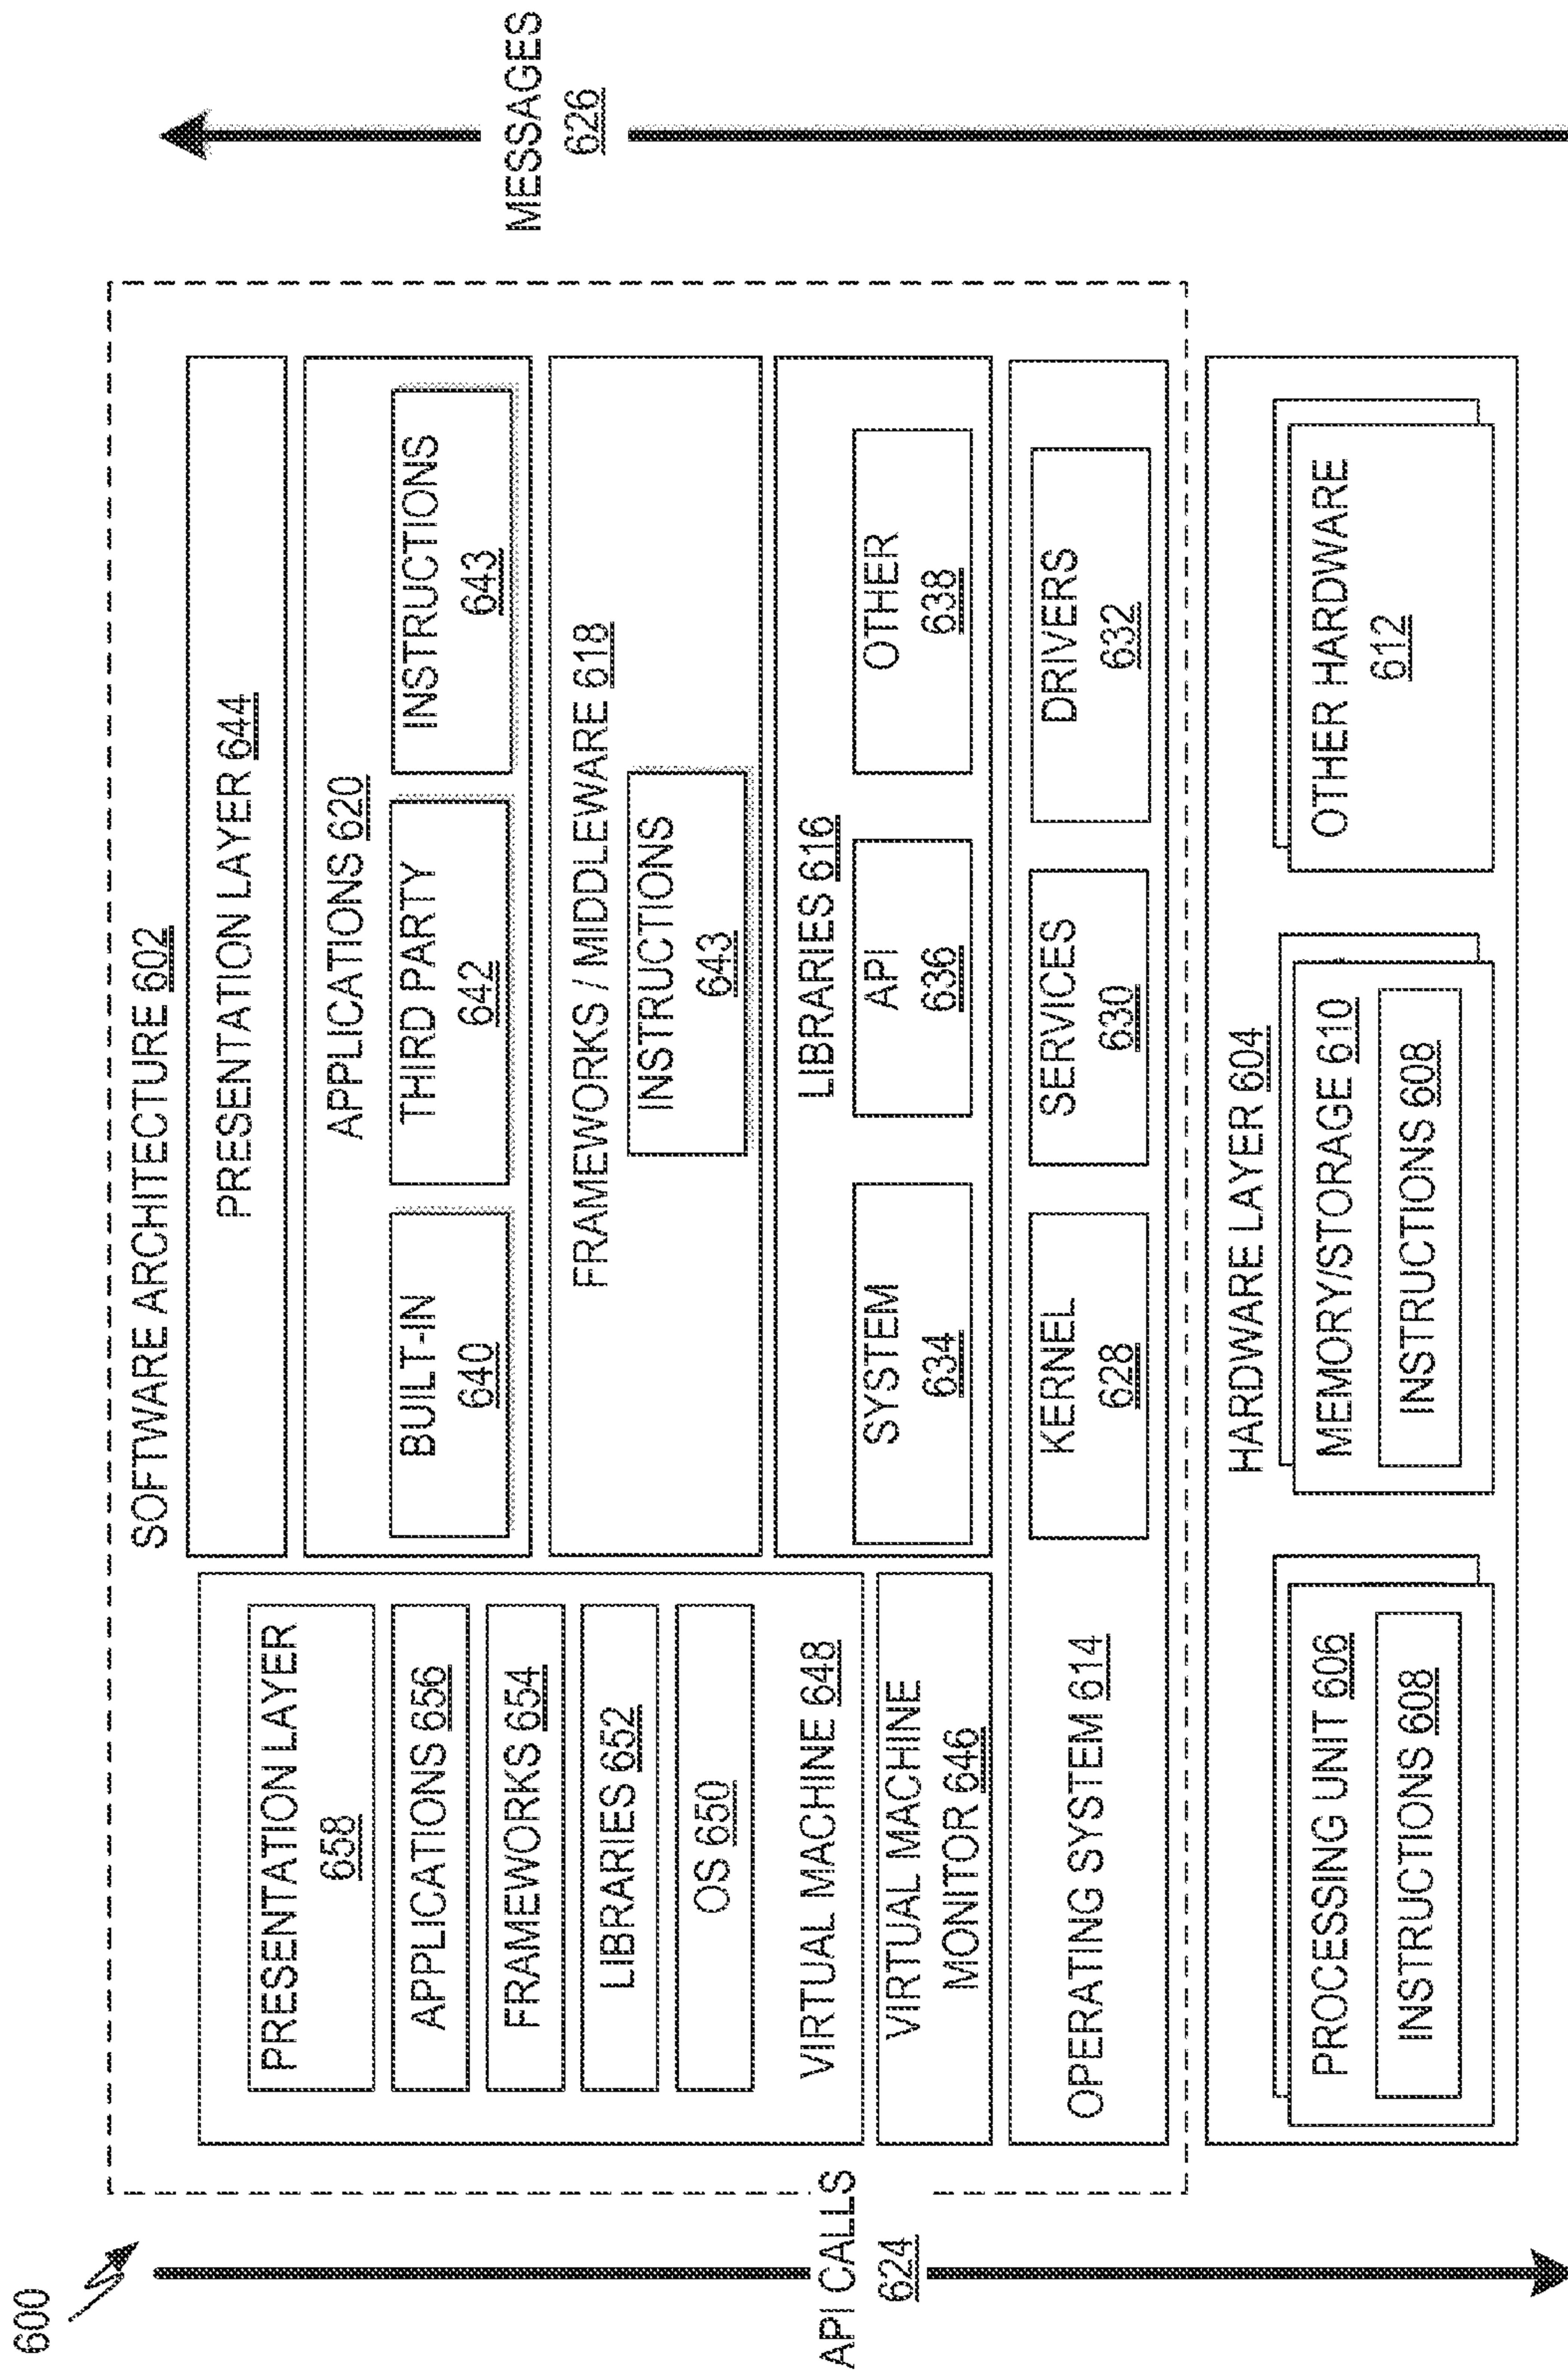 600
SOFTWARE ARCHITECTURE 602
PRESENTATION LAYER
658
APPLICATIONS 656
FRAMEWORKS 654
LIBRARIES 652
OS 650
VIRTUAL MACHINE 648
VIRTUAL MACHINE
MONITOR 646
PRESENTATION LAYER 644
APPLICATIONS 620
BUILT-IN
640
THIRD PARTY
642
INSTRUCTIONS
643
FRAMEWORKS / MIDDLEWARE 618
INSTRUCTIONS
643
LIBRARIES 616
SYSTEM
634
API
636
OTHER
638
OPERATING SYSTEM 614
KERNEL
628
SERVICES
630
DRIVERS
632
HARDWARE LAYER 604
PROCESSING UNIT 606
INSTRUCTIONS 608
MEMORY/STORAGE 610
INSTRUCTIONS 608
OTHER HARDWARE
612
API CALLS
624
MESSAGES
626